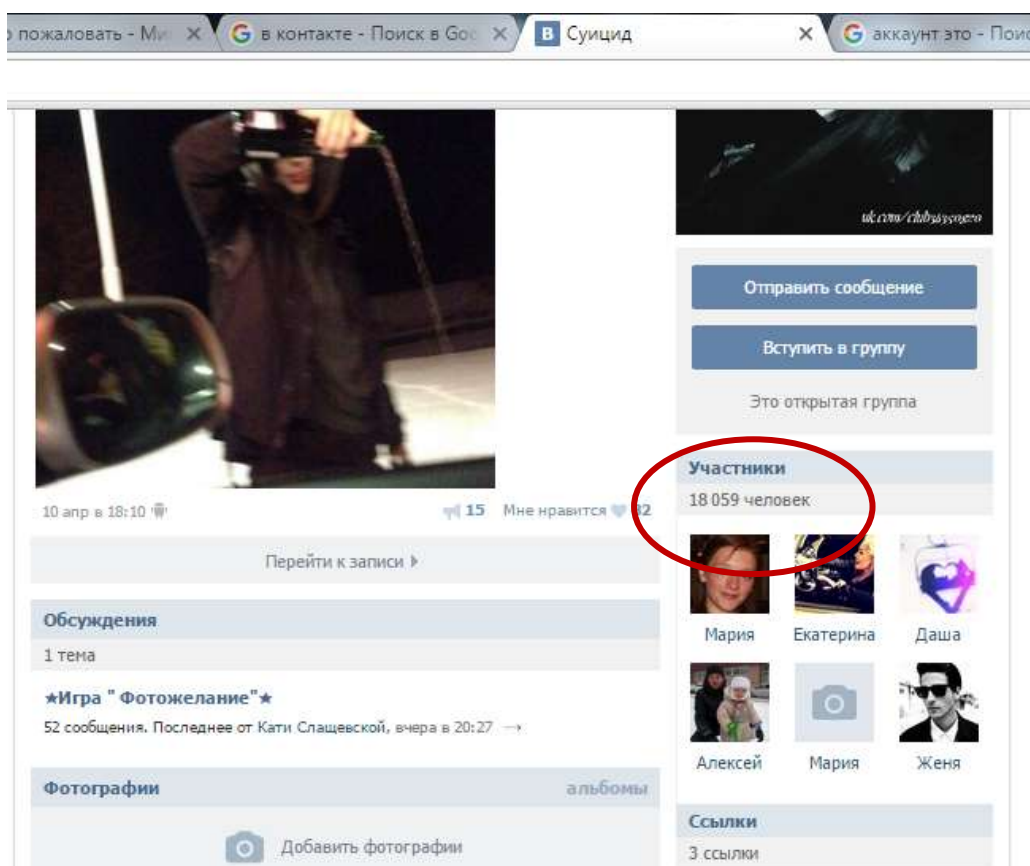 о пожаловать - Ми
в контакте - Поиск в Goo
В Суицид
аккаунт это - Поис
Отправить сообщение
Вступить в группу
Это открытая группа
Участники
18 059 человек
Мария Екатерина Даша
Алексей Мария Женя
Ссылки
3 ссылки
10 апр в 18:10
15 Мне нравится 32
Перейти к записи
Обсуждения
1 тема
★Игра " Фотожелание"★
52 сообщения. Последнее от Кати Слащевской, вчера в 20:27 →
Фотографии альбомы
Добавить фотографии